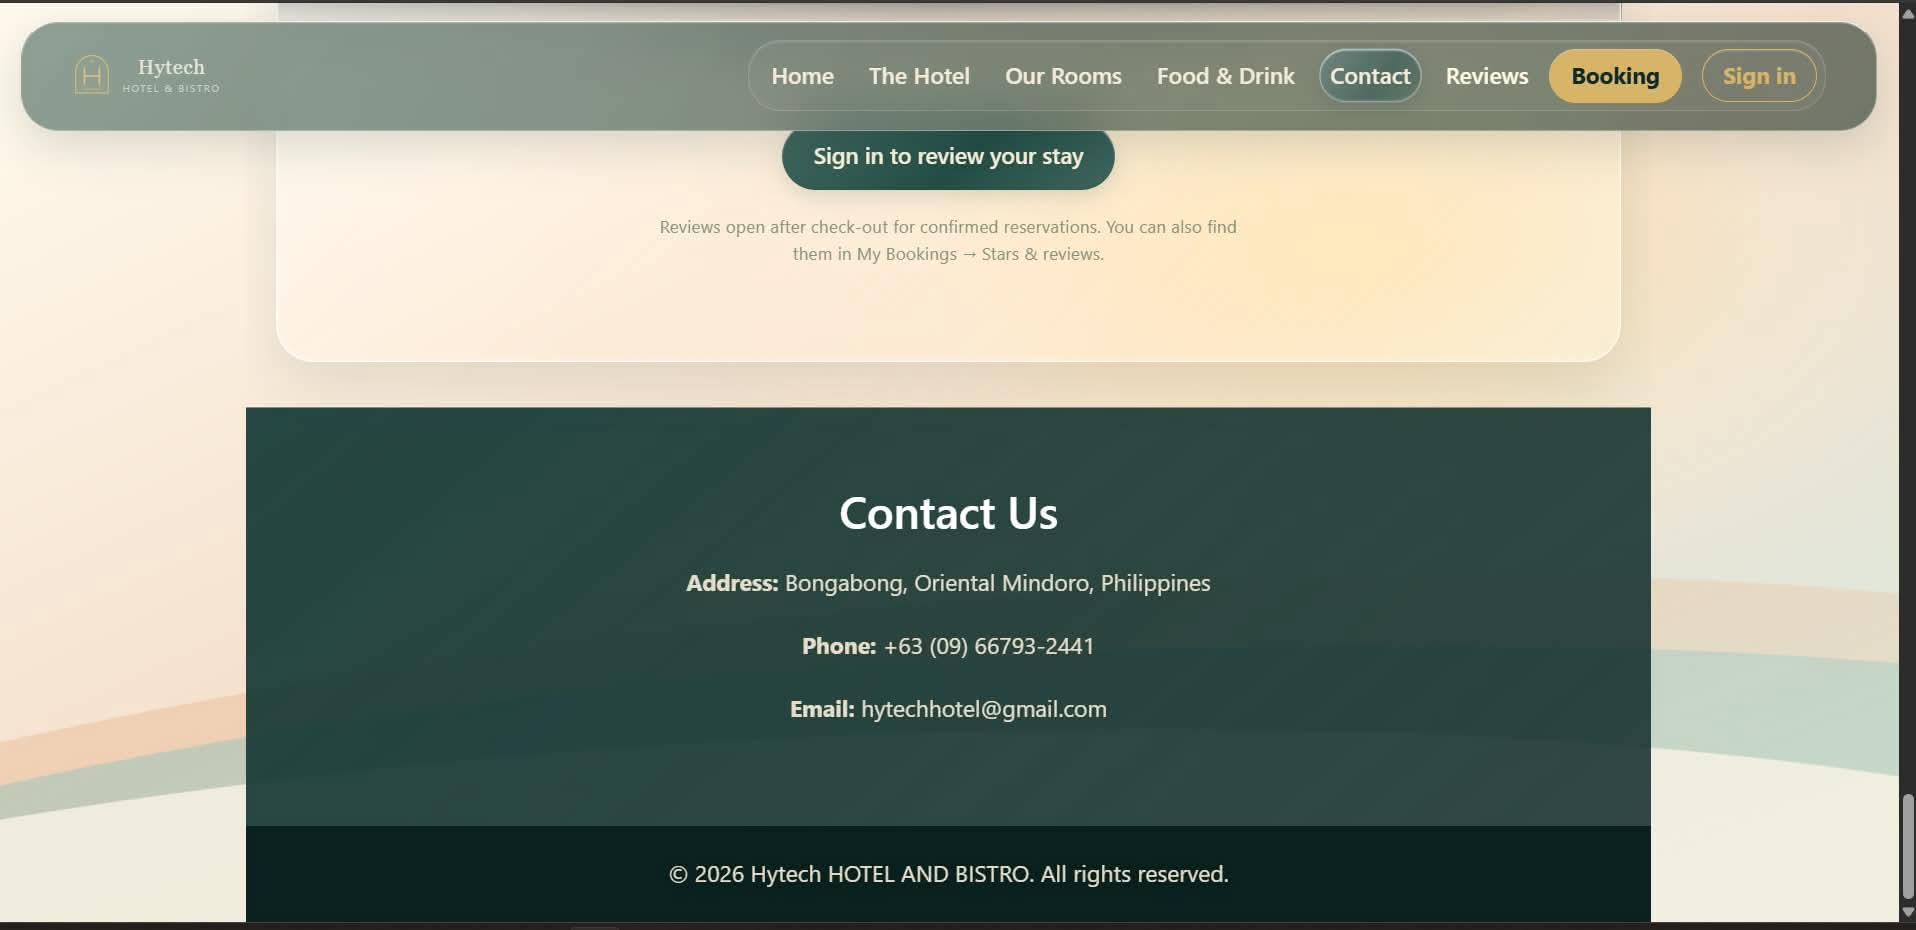 Hytech
HOTEL & BISTRO
Home
The Hotel
Our Rooms
Food & Drink
Contact
Reviews
Booking
Sign in
Sign in to review your stay
Reviews open after check-out for confirmed reservations. You can also find
them in My Bookings → Stars & reviews.
Contact Us
Address: Bongabong, Oriental Mindoro, Philippines
Phone: +63 (09) 66793-2441
Email: hytechhotel@gmail.com
© 2026 Hytech HOTEL AND BISTRO. All rights reserved.